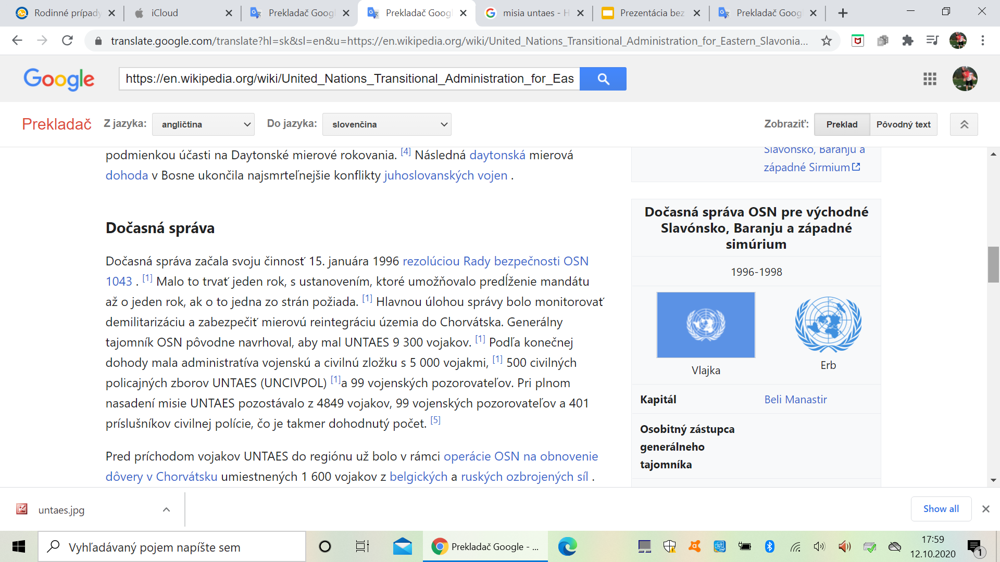 Rodinné prípady
iCloud
Prekladač Googl
Prekladač Googl
misia untaes - H
Prezentácia bez
Prekladač Googl
translate.google.com/translate?hl=sk&sl=en&u=https://en.wikipedia.org/wiki/United_Nations_Transitional_Administration_for_Eastern_Slavonia...
Google
https://en.wikipedia.org/wiki/United_Nations_Transitional_Administration_for_Eas
Prekladač
Z jazyka:
angličtina
Do jazyka:
slovenčina
Zobraziť:
Preklad
Pôvodný text
podmienkou účasti na Daytonské mierové rokovania. [4] Následná daytonská mierová
dohoda v Bosne ukončila najsmrteľnejšie konflikty juhoslovanských vojen .
Dočasná správa
Dočasná správa začala svoju činnosť 15. januára 1996 rezolúciou Rady bezpečnosti OSN
1043 . [1] Malo to trvať jeden rok, s ustanovením, ktoré umožňovalo predĺženie mandátu
až o jeden rok, ak o to jedna zo strán požiada. [1] Hlavnou úlohou správy bolo monitorovať
demilitarizáciu a zabezpečiť mierovú reintegráciu územia do Chorvátska. Generálny
tajomník OSN pôvodne navrhoval, aby mal UNTAES 9 300 vojakov. [1] Podľa konečnej
dohody mala administratíva vojenskú a civilnú zložku s 5 000 vojakmi, [1] 500 civilných
policajných zborov UNTAES (UNCIVPOL) [1]a 99 vojenských pozorovateľov. Pri plnom
nasadení misie UNTAES pozostávalo z 4849 vojakov, 99 vojenských pozorovateľov a 401
príslušníkov civilnej polície, čo je takmer dohodnutý počet. [5]
Pred príchodom vojakov UNTAES do regiónu už bolo v rámci operácie OSN na obnovenie
dôvery v Chorvátsku umiestnených 1 600 vojakov z belgických a ruských ozbrojených síl .
Slavónsko, Baranju a
západné Sirmium
Dočasná správa OSN pre východné
Slavónsko, Baranju a západné
simúrium
1996-1998
Vlajka
Erb
Kapitál
Beli Manastir
Osobitný zástupca
generálneho
tajomníka
untaes.jpg
Show all
Vyhľadávaný pojem napíšte sem
Prekladač Google - ...
17:59
12.10.2020
1